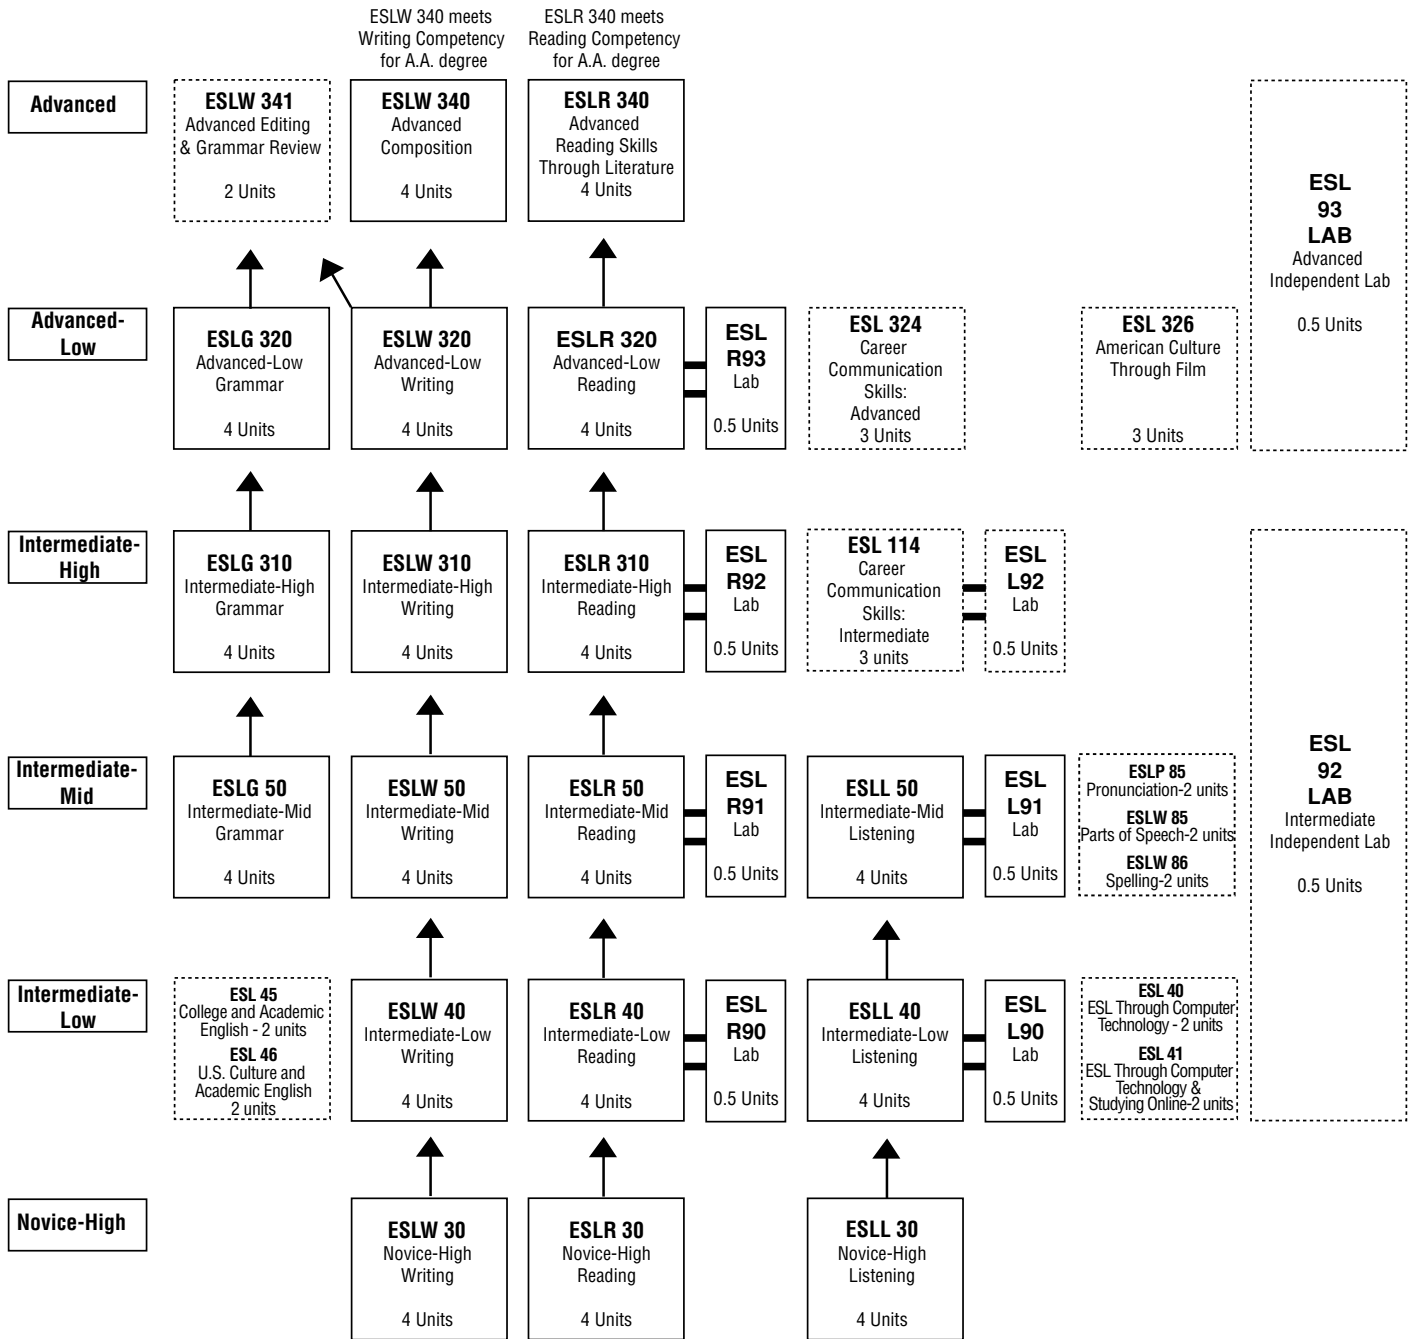 ESLW 340 meets
Writing Competency
for A.A. degree
ESLR 340 meets
Reading Competency
for A.A. degree
Advanced
ESLW 341
Advanced Editing
& Grammar Review
2 Units
ESLW 340
Advanced
Composition
4 Units
ESLR 340
Advanced
Reading Skills
Through Literature
4 Units
ESL
93
LAB
Advanced
Independent Lab
0.5 Units
Advanced-
Low
ESLG 320
Advanced-Low
Grammar
4 Units
ESLW 320
Advanced-Low
Writing
4 Units
ESLR 320
Advanced-Low
Reading
4 Units
ESL
R93
Lab
0.5 Units
ESL 324
Career
Communication
Skills:
Advanced
3 Units
ESL 326
American Culture
Through Film
3 Units
Intermediate-
High
ESLG 310
Intermediate-High
Grammar
4 Units
ESLW 310
Intermediate-High
Writing
4 Units
ESLR 310
Intermediate-High
Reading
4 Units
ESL
R92
Lab
0.5 Units
ESL 114
Career
Communication
Skills:
Intermediate
3 units
ESL
L92
Lab
0.5 Units
Intermediate-
Mid
ESLG 50
Intermediate-Mid
Grammar
4 Units
ESLW 50
Intermediate-Mid
Writing
4 Units
ESLR 50
Intermediate-Mid
Reading
4 Units
ESL
R91
Lab
0.5 Units
ESLL 50
Intermediate-Mid
Listening
4 Units
ESL
L91
Lab
0.5 Units
ESLP 85
Pronunciation-2 units
ESLW 85
Parts of Speech-2 units
ESLW 86
Spelling-2 units
ESL
92
LAB
Intermediate
Independent Lab
0.5 Units
Intermediate-
Low
ESL 45
College and Academic
English - 2 units
ESL 46
U.S. Culture and
Academic English
2 units
ESLW 40
Intermediate-Low
Writing
4 Units
ESLR 40
Intermediate-Low
Reading
4 Units
ESL
R90
Lab
0.5 Units
ESLL 40
Intermediate-Low
Listening
4 Units
ESL
L90
Lab
0.5 Units
ESL 40
ESL Through Computer
Technology - 2 units
ESL 41
ESL Through Computer
Technology &
Studying Online-2 units
Novice-High
ESLW 30
Novice-High
Writing
4 Units
ESLR 30
Novice-High
Reading
4 Units
ESLL 30
Novice-High
Listening
4 Units